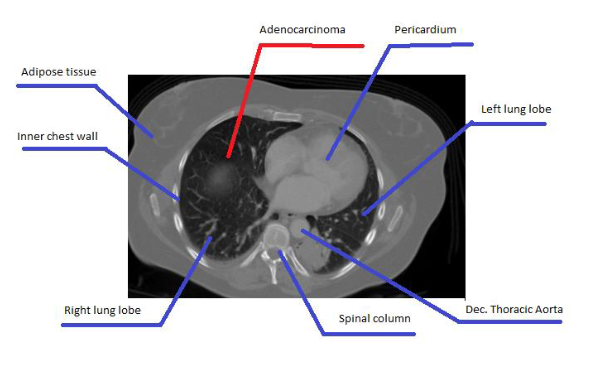 Adenocarcinoma
Pericardium
Adipose tissue
Left lung lobe
Inner chest wall
Right lung lobe
Spinal column
Dec. Thoracic Aorta